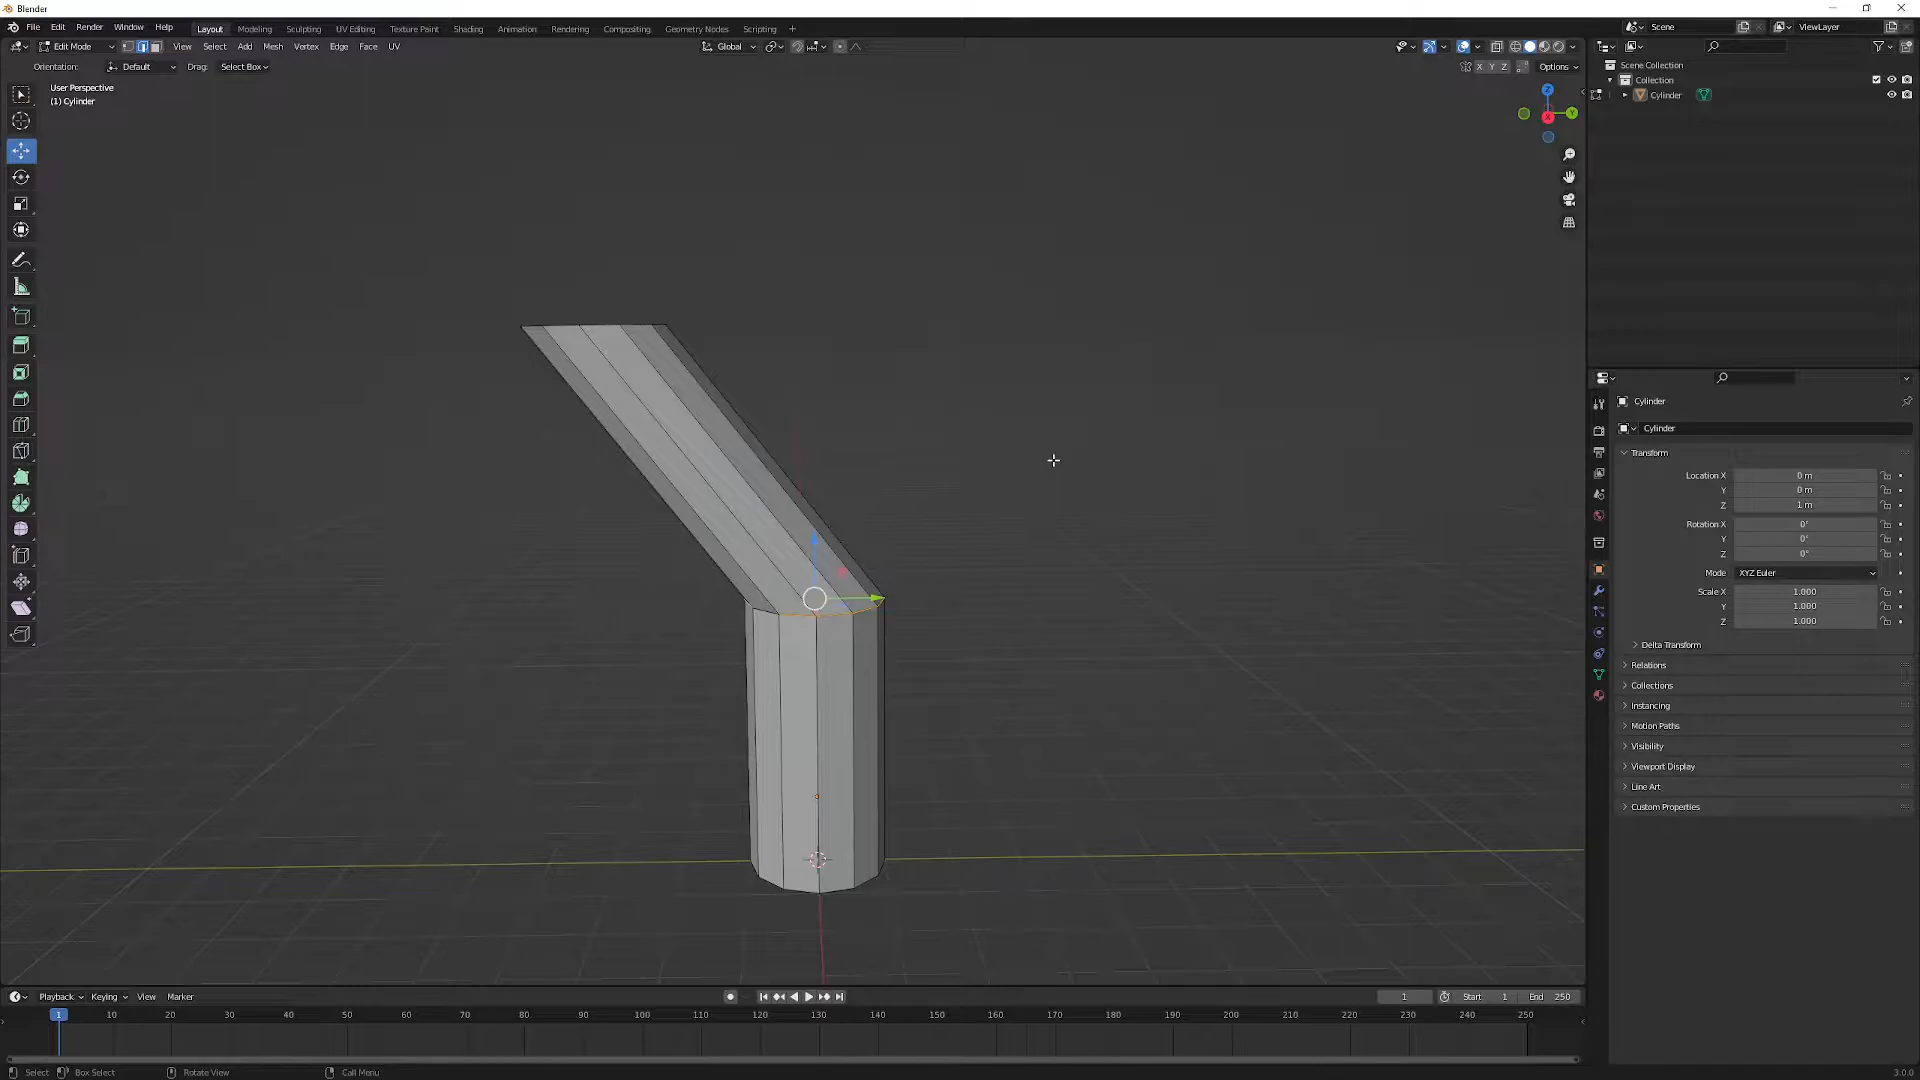 Blender
File Edit Render Window Help Layout Modeling Sculpting UV Editing Texture Paint Shading Animation Rendering Compositing Geometry Nodes Scripting + Scene ViewLayer
Edit Mode View Select Add Mesh Vertex Edge Face UV Global
Orientation: Default Drag: Select Box X Y Z Options
User Perspective
(1) Cylinder
Z
Y
X
Scene Collection
Collection
Cylinder
Cylinder
Cylinder
Transform
Location X 0 m
Y 0 m
Z 1 m
Rotation X 0°
Y 0°
Z 0°
Mode XYZ Euler
Scale X 1.000
Y 1.000
Z 1.000
Delta Transform
Relations
Collections
Instancing
Motion Paths
Visibility
Viewport Display
Line Art
Custom Properties
Playback Keying View Marker 1 Start 1 End 250
1 10 20 30 40 50 60 70 80 90 100 110 120 130 140 150 160 170 180 190 200 210 220 230 240 250
Select Box Select Rotate View Call Menu 3.0.0